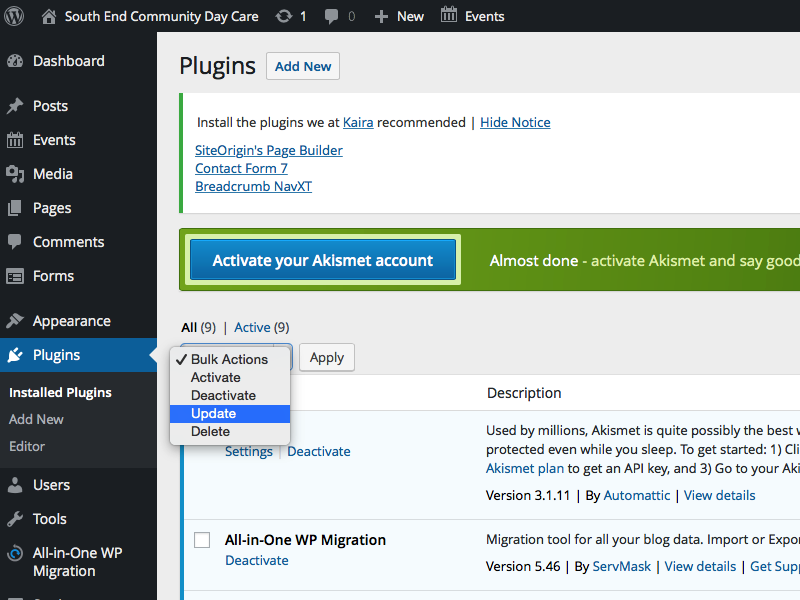 South End Community Day Care 1 0 New Events
Dashboard
Posts
Events
Media
Pages
Comments
Forms
Appearance
Plugins
Installed Plugins
Add New
Editor
Users
Tools
All-in-One WP
Migration
Plugins Add New
Install the plugins we at Kaira recommended | Hide Notice
SiteOrigin's Page Builder
Contact Form 7
Breadcrumb NavXT
Activate your Akismet account Almost done - activate Akismet and say good
All (9) | Active (9)
Bulk Actions
Activate
Deactivate
Update
Delete
Apply
Description
Settings | Deactivate
Used by millions, Akismet is quite possibly the best
protected even while you sleep. To get started: 1) Cli
Akismet plan to get an API key, and 3) Go to your Aki
Version 3.1.11 | By Automattic | View details
All-in-One WP Migration
Deactivate
Migration tool for all your blog data. Import or Expor
Version 5.46 | By ServMask | View details | Get Supp